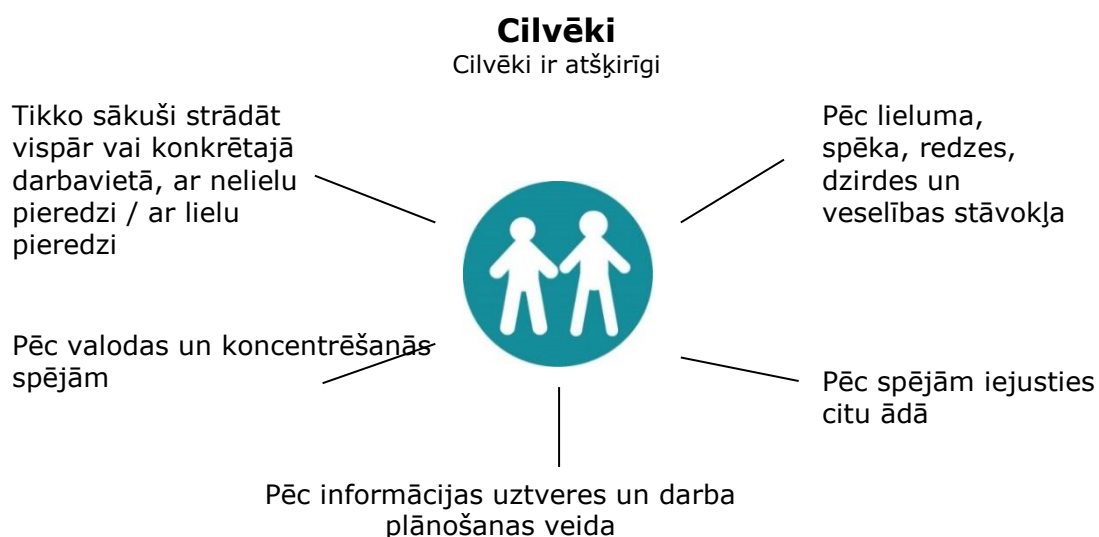 Cilvēki
Cilvēki ir atšķirīgi
Tikko sākuši strādāt
vispār vai konkrētajā
darbavietā, ar nelielu
pieredzi / ar lielu
pieredzi
Pēc lieluma,
spēka, redzes,
dzirdes un
veselības stāvokļa
Pēc valodas un koncentrēšanās
spējām
Pēc spējām iejusties
citu ādā
Pēc informācijas uztveres un darba
plānošanas veida